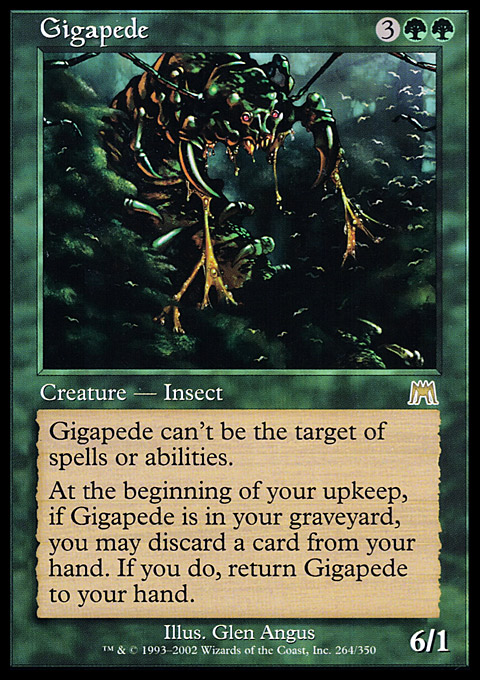 Gigapede 3
Creature — Insect
Gigapede can't be the target of
spells or abilities.
At the beginning of your upkeep,
if Gigapede is in your graveyard,
you may discard a card from your
hand. If you do, return Gigapede
to your hand.
Illus. Glen Angus
™ & © 1993–2002 Wizards of the Coast, Inc. 264/350
6/1